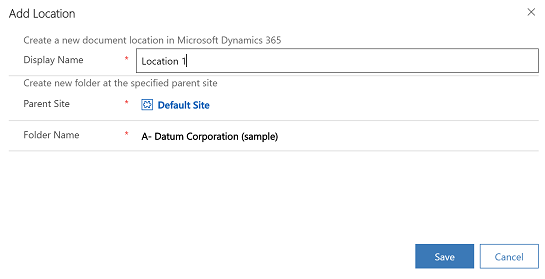 Add Location
Create a new document location in Microsoft Dynamics 365
Display Name * Location 1
Create new folder at the specified parent site
Parent Site * Default Site
Folder Name * A- Datum Corporation (sample)
Save Cancel